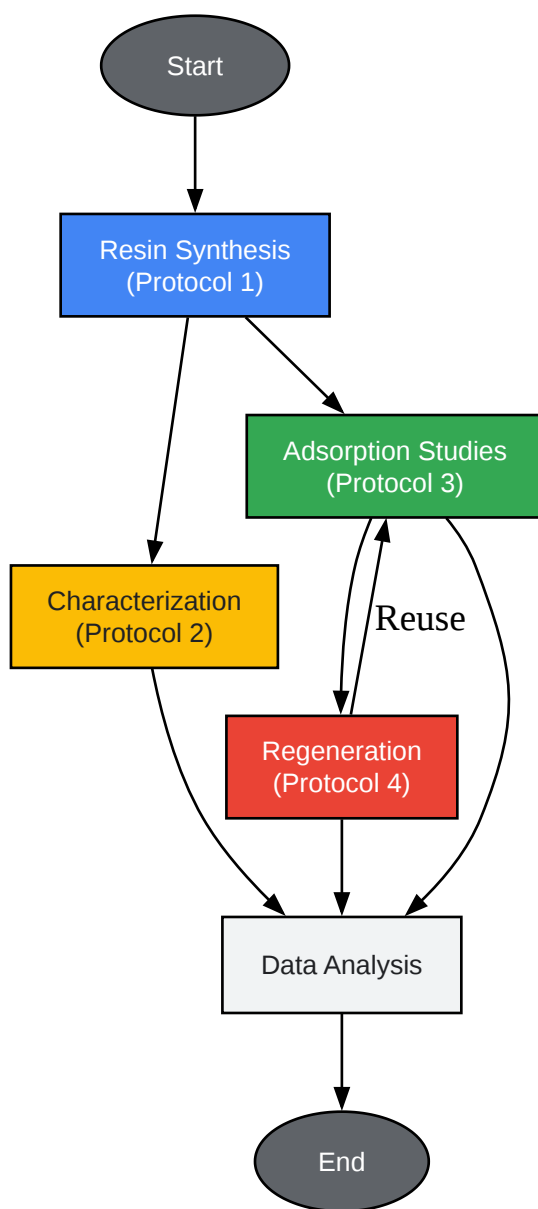 Start
Resin Synthesis
(Protocol 1)
Adsorption Studies
(Protocol 3)
Characterization
(Protocol 2)
Reuse
Regeneration
(Protocol 4)
Data Analysis
End